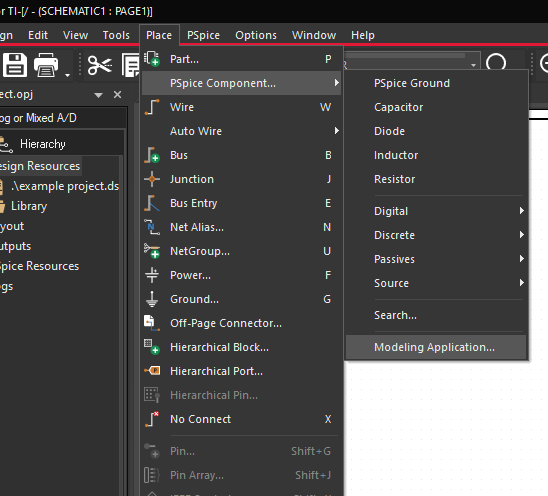 or TI-[/ - (SCHEMATIC1 : PAGE1)]
gn Edit View Tools Place PSpice Options Window Help
ect.opj
log or Mixed A/D
Hierarchy
esign Resources
.\example project.ds
Library
yout
utputs
Spice Resources
gs
Part... P
PSpice Component...
Wire W
Auto Wire
Bus B
Junction J
Bus Entry E
Net Alias... N
NetGroup... U
Power... F
Ground... G
Off-Page Connector...
Hierarchical Block...
Hierarchical Port...
Hierarchical Pin...
No Connect X
Pin... Shift+G
Pin Array... Shift+J
PSpice Ground
Capacitor
Diode
Inductor
Resistor
Digital
Discrete
Passives
Source
Search...
Modeling Application...